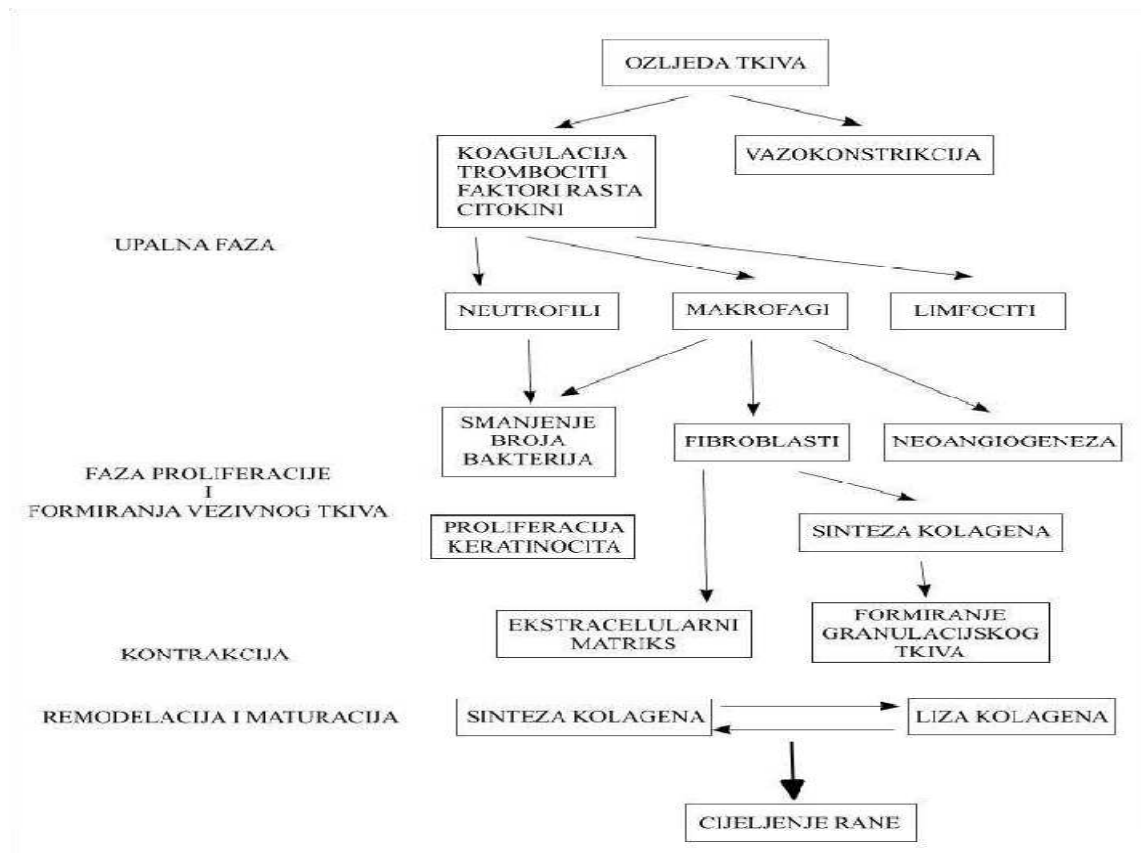 OZLJEDA TKIVA
KOAGULACIJA
TROMBOCITI
FAKTORI RASTA
CITOKINI
VAZOKONSTRIKCIJA
UPALNA FAZA
NEUTROFILI
MAKROFAGI
LIMFOCITI
SMANJENJE
BROJA
BAKTERIJA
FIBROBLASTI
NEOANGIOGENEZA
FAZA PROLIFERACIJE
I
FORMIRANJA VEZIVNOG TKIVA
PROLIFERACIJA
KERATINOCITA
SINTEZA KOLAGENA
EKSTRACELULARNI
MATRIKS
FORMIRANJE
GRANULACIJSKOG
TKIVA
KONTRAKCIJA
REMODELACIJA I MATURACIJA
SINTEZA KOLAGENA
LIZA KOLAGENA
CIJELJENJE RANE